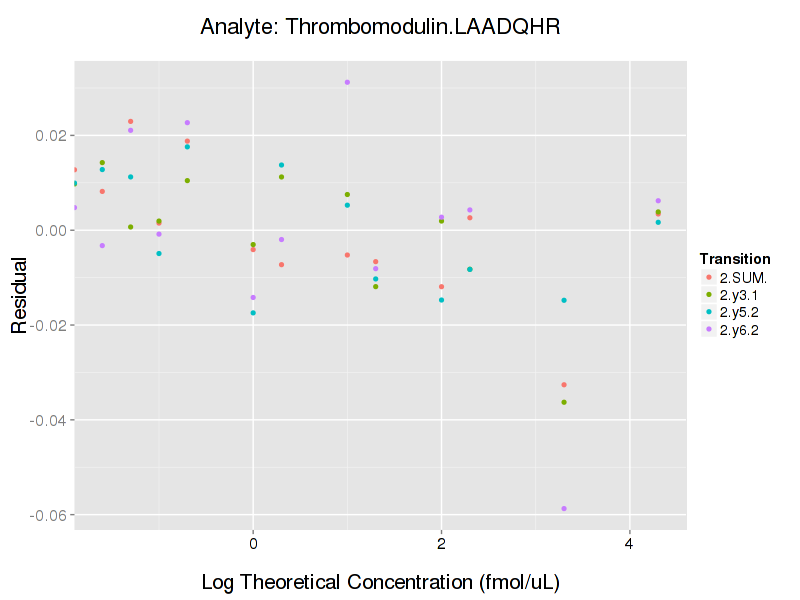 Analyte: Thrombomodulin.LAADQHR
Residual
0.02
0.00
-0.02
-0.04
-0.06
0 2 4
Log Theoretical Concentration (fmol/uL)
Transition
2.SUM.
2.y3.1
2.y5.2
2.y6.2